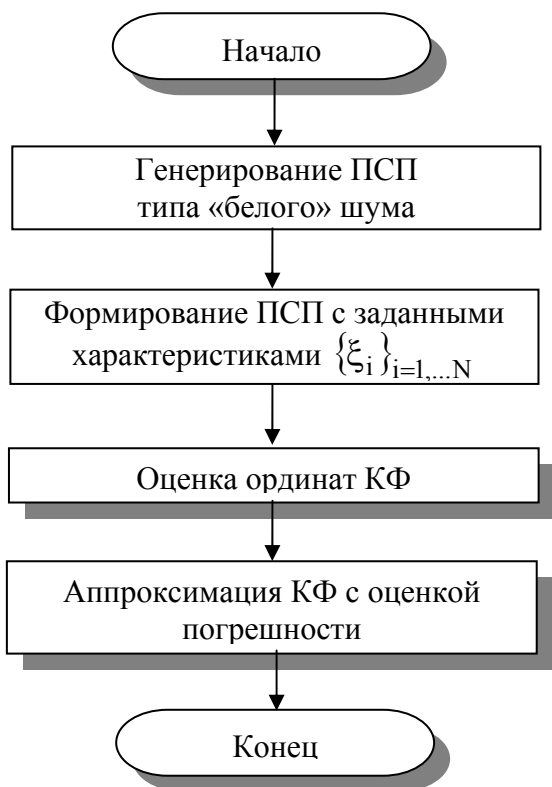 Начало
Генерирование ПСП
типа «белого» шума
Формирование ПСП с заданными
характеристиками {ξi}i=1,...N
Оценка ординат КФ
Аппроксимация КФ с оценкой
погрешности
Конец